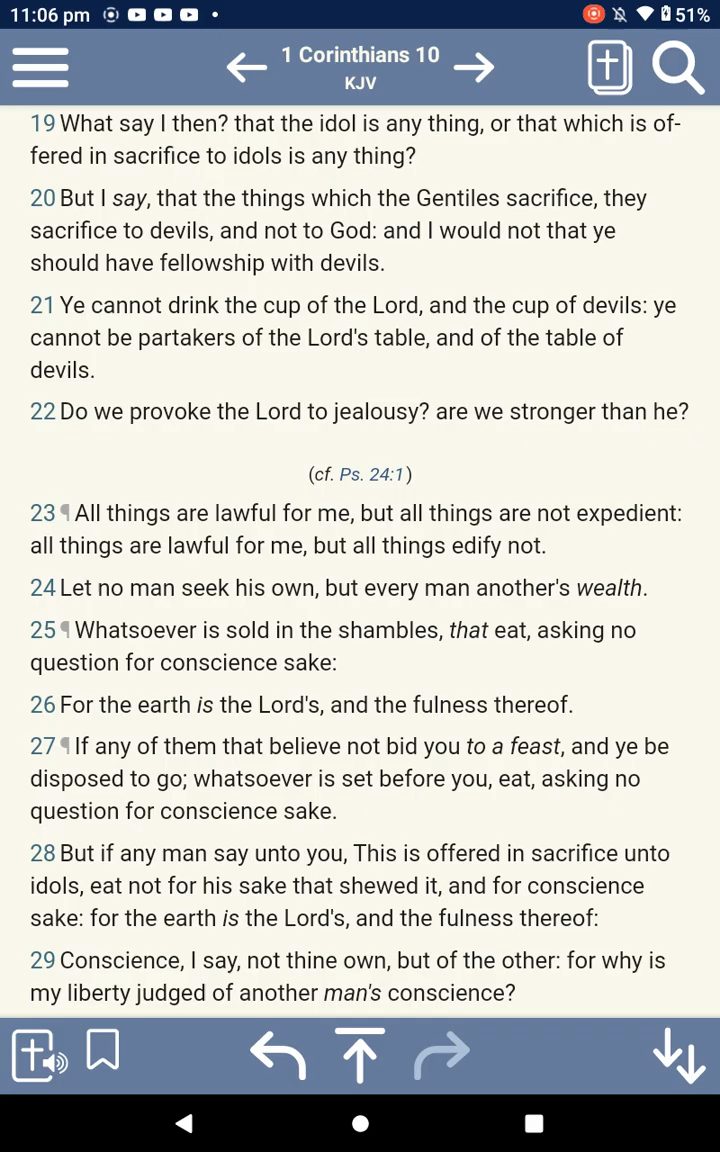 11:06 pm
51%
1 Corinthians 10
KJV
19 What say I then? that the idol is any thing, or that which is of-
fered in sacrifice to idols is any thing?
20 But I say, that the things which the Gentiles sacrifice, they
sacrifice to devils, and not to God: and I would not that ye
should have fellowship with devils.
21 Ye cannot drink the cup of the Lord, and the cup of devils: ye
cannot be partakers of the Lord's table, and of the table of
devils.
22 Do we provoke the Lord to jealousy? are we stronger than he?
(cf. Ps. 24:1)
23 ¶ All things are lawful for me, but all things are not expedient:
all things are lawful for me, but all things edify not.
24 Let no man seek his own, but every man another's wealth.
25 ¶ Whatsoever is sold in the shambles, that eat, asking no
question for conscience sake:
26 For the earth is the Lord's, and the fulness thereof.
27 ¶ If any of them that believe not bid you to a feast, and ye be
disposed to go; whatsoever is set before you, eat, asking no
question for conscience sake.
28 But if any man say unto you, This is offered in sacrifice unto
idols, eat not for his sake that shewed it, and for conscience
sake: for the earth is the Lord's, and the fulness thereof:
29 Conscience, I say, not thine own, but of the other: for why is
my liberty judged of another man's conscience?